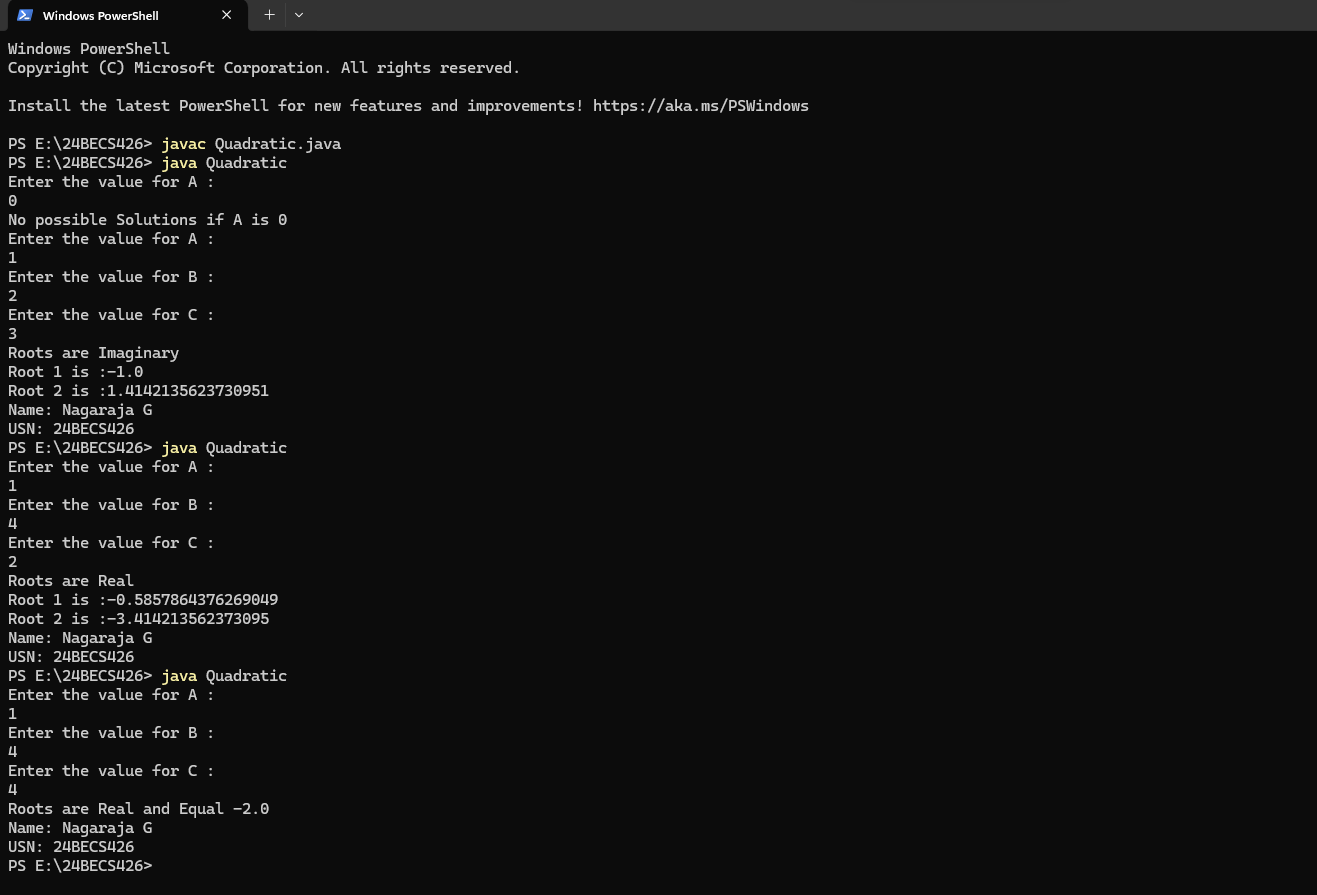 Windows PowerShell
Windows PowerShell
Copyright (C) Microsoft Corporation. All rights reserved.
Install the latest PowerShell for new features and improvements! https://aka.ms/PSWindows
PS E:\24BECS426> javac Quadratic.java
PS E:\24BECS426> java Quadratic
Enter the value for A :
0
No possible Solutions if A is 0
Enter the value for A :
1
Enter the value for B :
2
Enter the value for C :
3
Roots are Imaginary
Root 1 is :-1.0
Root 2 is :1.4142135623730951
Name: Nagaraja G
USN: 24BECS426
PS E:\24BECS426> java Quadratic
Enter the value for A :
1
Enter the value for B :
4
Enter the value for C :
2
Roots are Real
Root 1 is :-0.5857864376269049
Root 2 is :-3.414213562373095
Name: Nagaraja G
USN: 24BECS426
PS E:\24BECS426> java Quadratic
Enter the value for A :
1
Enter the value for B :
4
Enter the value for C :
4
Roots are Real and Equal -2.0
Name: Nagaraja G
USN: 24BECS426
PS E:\24BECS426>